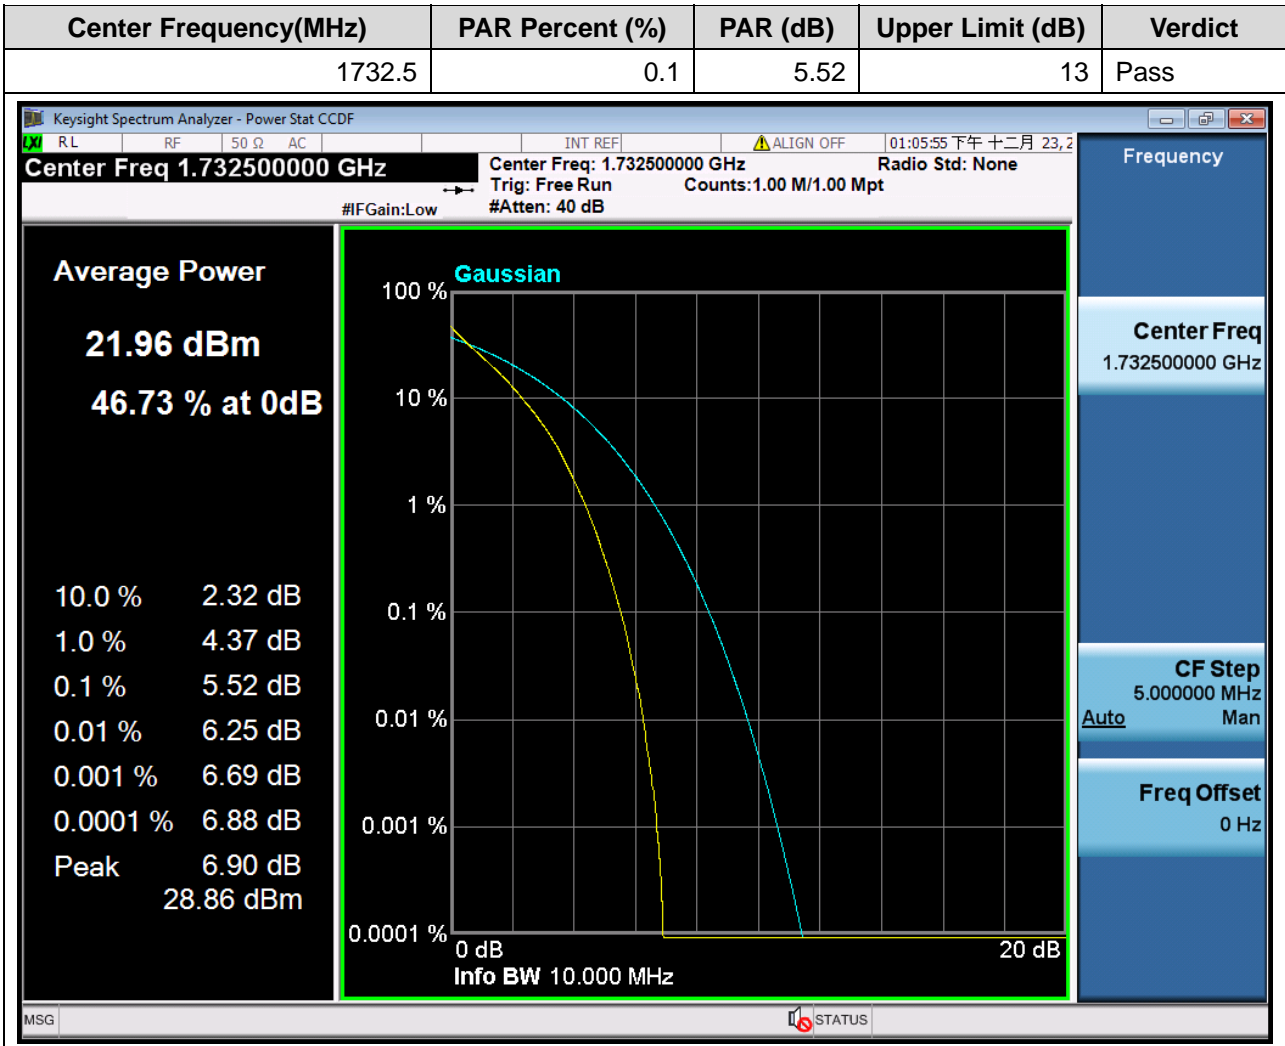 Center Frequency(MHz) PAR Percent (%) PAR (dB) Upper Limit (dB) Verdict
1732.5 0.1 5.52 13 Pass
Keysight Spectrum Analyzer - Power Stat CCDF
LXI RL RF 50 Ω AC INT REF ALIGN OFF 01:05:55 下午 十二月 23, 2
Center Freq 1.732500000 GHz
Center Freq: 1.732500000 GHz Radio Std: None
Trig: Free Run Counts:1.00 M/1.00 Mpt
#IFGain:Low #Atten: 40 dB
Average Power
21.96 dBm
46.73 % at 0dB
10.0 % 2.32 dB
1.0 % 4.37 dB
0.1 % 5.52 dB
0.01 % 6.25 dB
0.001 % 6.69 dB
0.0001 % 6.88 dB
Peak 6.90 dB
28.86 dBm
Gaussian
100 %
10 %
1 %
0.1 %
0.01 %
0.001 %
0.0001 %
0 dB 20 dB
Info BW 10.000 MHz
Frequency
Center Freq
1.732500000 GHz
CF Step
5.000000 MHz
Auto Man
Freq Offset
0 Hz
MSG STATUS